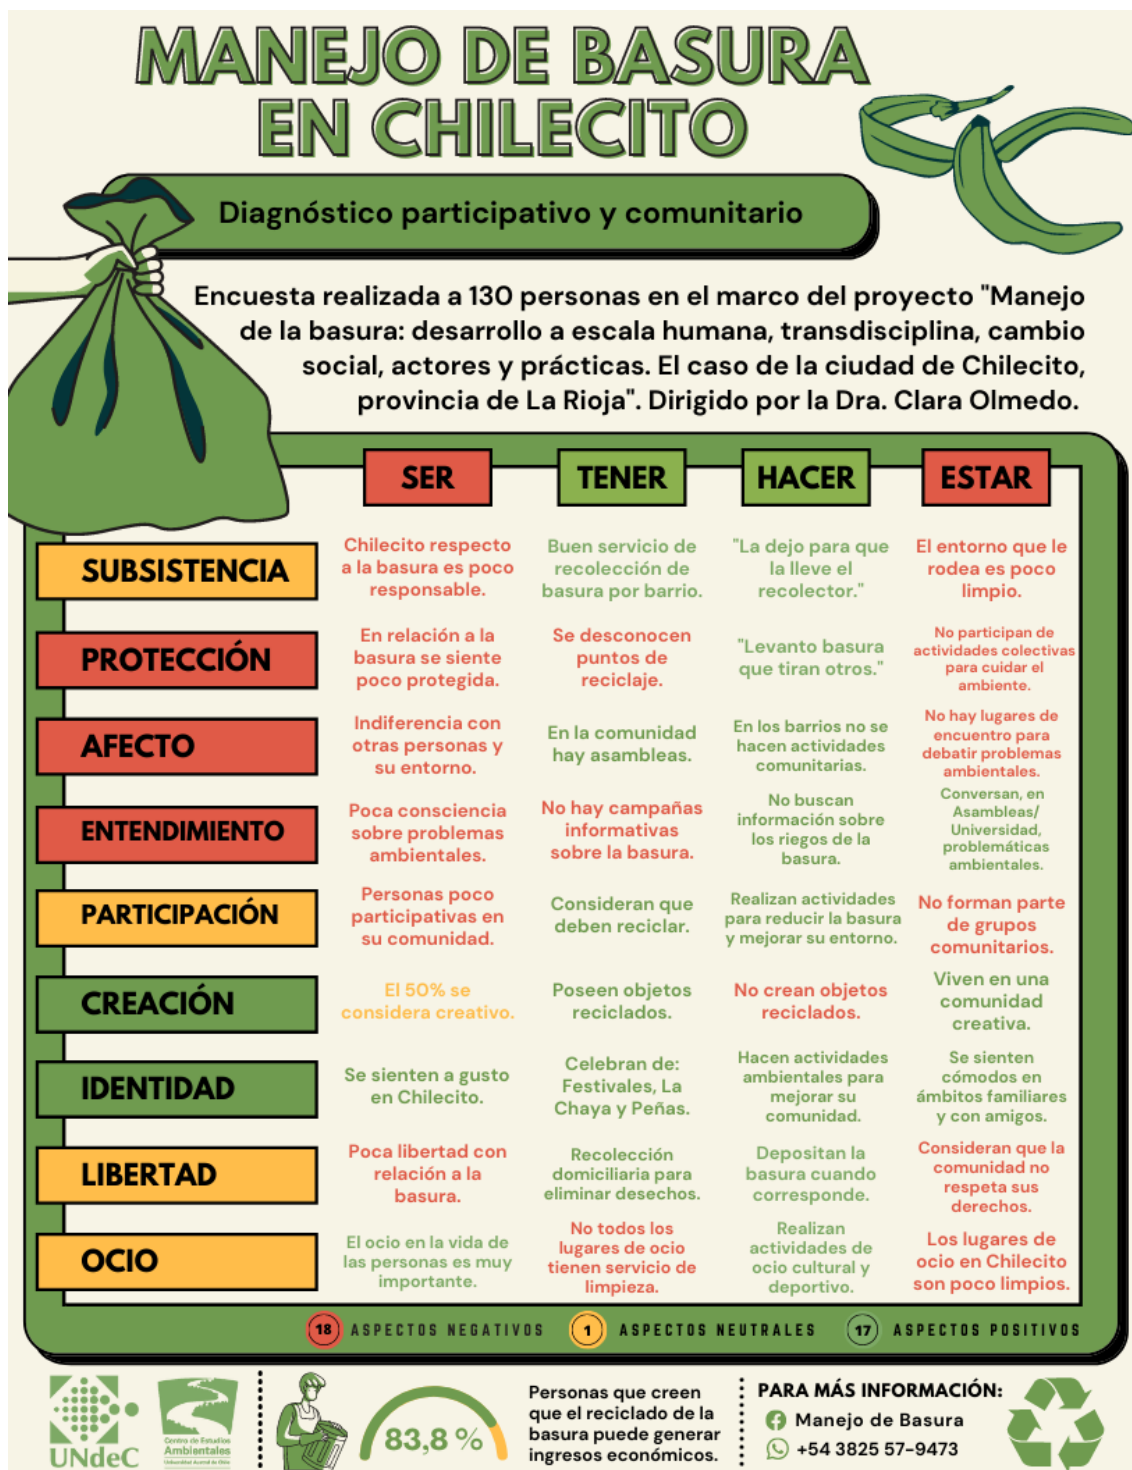 MANEJO DE BASURA
EN CHILECITO
Diagnóstico participativo y comunitario
Encuesta realizada a 130 personas en el marco del proyecto "Manejo
de la basura: desarrollo a escala humana, transdisciplina, cambio
social, actores y prácticas. El caso de la ciudad de Chilecito,
provincia de La Rioja". Dirigido por la Dra. Clara Olmedo.
SER
TENER
HACER
ESTAR
SUBSISTENCIA
Chilecito respecto
a la basura es poco
responsable.
Buen servicio de
recolección de
basura por barrio.
"La dejo para que
la lleve el
recolector."
El entorno que le
rodea es poco
limpio.
PROTECCIÓN
En relación a la
basura se siente
poco protegida.
Se desconocen
puntos de
reciclaje.
"Levanto basura
que tiran otros."
No participan de
actividades colectivas
para cuidar el
ambiente.
AFECTO
Indiferencia con
otras personas y
su entorno.
En la comunidad
hay asambleas.
En los barrios no se
hacen actividades
comunitarias.
No hay lugares de
encuentro para
debatir problemas
ambientales.
ENTENDIMIENTO
Poca consciencia
sobre problemas
ambientales.
No hay campañas
informativas
sobre la basura.
No buscan
información sobre
los riegos de la
basura.
Conversan, en
Asambleas/
Universidad,
problemáticas
ambientales.
PARTICIPACIÓN
Personas poco
participativas en
su comunidad.
Consideran que
deben reciclar.
Realizan actividades
para reducir la basura
y mejorar su entorno.
No forman parte
de grupos
comunitarios.
CREACIÓN
El 50% se
considera creativo.
Poseen objetos
reciclados.
No crean objetos
reciclados.
Viven en una
comunidad
creativa.
IDENTIDAD
Se sienten a gusto
en Chilecito.
Celebran de:
Festivales, La
Chaya y Peñas.
Hacen actividades
ambientales para
mejorar su
comunidad.
Se sienten
cómodos en
ámbitos familiares
y con amigos.
LIBERTAD
Poca libertad con
relación a la
basura.
Recolección
domiciliaria para
eliminar desechos.
Depositan la
basura cuando
corresponde.
Consideran que la
comunidad no
respeta sus
derechos.
OCIO
El ocio en la vida de
las personas es muy
importante.
No todos los
lugares de ocio
tienen servicio de
limpieza.
Realizan
actividades de
ocio cultural y
deportivo.
Los lugares de
ocio en Chilecito
son poco limpios.
18 ASPECTOS NEGATIVOS
1 ASPECTOS NEUTRALES
17 ASPECTOS POSITIVOS
UNdeC
Centro de Estudios
Ambientales
Universidad Austral de Chile
83,8 %
Personas que creen
que el reciclado de la
basura puede generar
ingresos económicos.
PARA MÁS INFORMACIÓN:
Manejo de Basura
+54 3825 57-9473